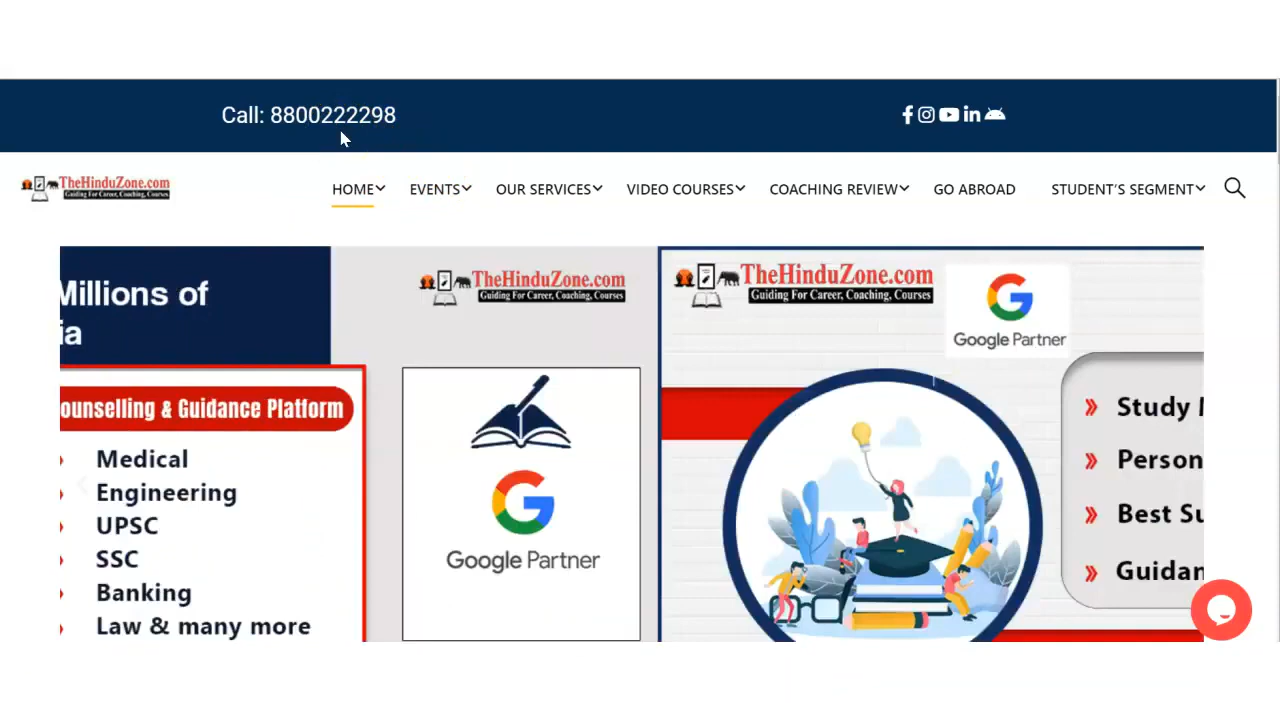 Call: 8800222298
TheHinduZone.com
Guiding For Career, Coaching, Courses
HOME
EVENTS
OUR SERVICES
VIDEO COURSES
COACHING REVIEW
GO ABROAD
STUDENT'S SEGMENT
Millions of
ia
ounselling & Guidance Platform
Medical
Engineering
UPSC
SSC
Banking
Law & many more
TheHinduZone.com
Guiding For Career, Coaching, Courses
Google Partner
TheHinduZone.com
Guiding For Career, Coaching, Courses
Google Partner
Study
Person
Best Su
Guidan